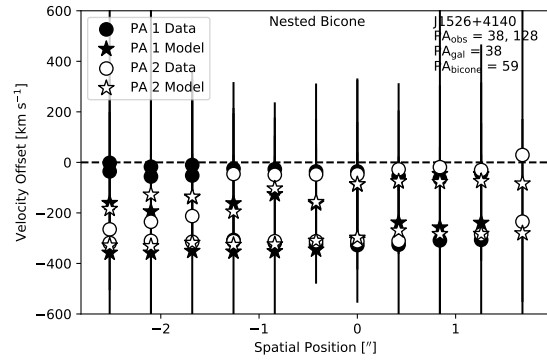 Nested Bicone
J1526+4140
PA_obs = 38, 128
PA_gal = 38
PA_bicone = 59
PA 1 Data
PA 1 Model
PA 2 Data
PA 2 Model
Velocity Offset [km s⁻¹]
600
400
200
0
−200
−400
−600
−2
−1
0
1
Spatial Position [″]